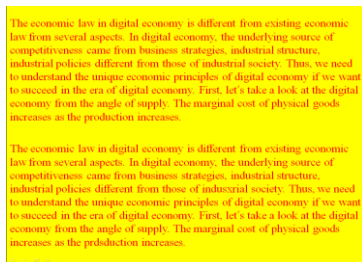 The economic law in digital economy is different from existing economic
law from several aspects. In digital economy, the underlying source of
competitiveness came from business strategies, industrial structure,
industrial policies different from those of industrial society. Thus, we need
to understand the unique economic principles of digital economy if we want
to succeed in the era of digital economy. First, let's take a look at the digital
economy from the angle of supply. The marginal cost of physical goods
increases as the production increases.
The economic law in digital economy is different from existing economic
law from several aspects. In digital economy, the underlying source of
competitiveness came from business strategies, industrial structure,
industrial policies different from those of indusxrial society. Thus, we need
to understand the unique economic principles of digital economy if we want
to succeed in the era of digital economy. First, let's take a look at the digital
economy from the angle of supply. The marginal cost of physical goods
increases as the prdsduction increases.